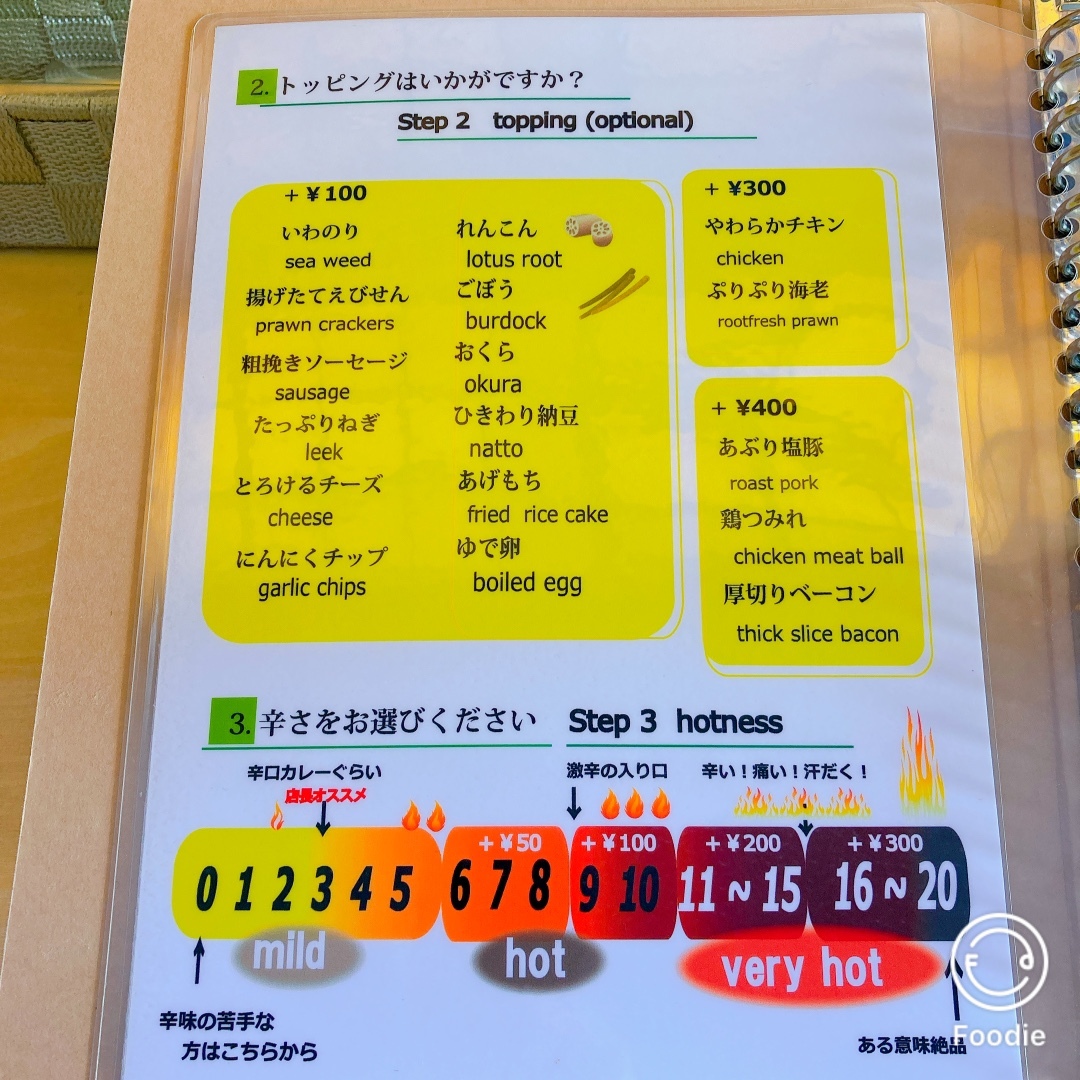 2. トッピングはいかがですか？
Step 2 topping (optional)
+ ¥100
いわのり
sea weed
揚げたてえびせん
prawn crackers
粗挽きソーセージ
sausage
たっぷりねぎ
leek
とろけるチーズ
cheese
にんにくチップ
garlic chips
れんこん
lotus root
ごぼう
burdock
おくら
okura
ひきわり納豆
natto
あげもち
fried rice cake
ゆで卵
boiled egg
+ ¥300
やわらかチキン
chicken
ぷりぷり海老
rootfresh prawn
+ ¥400
あぶり塩豚
roast pork
鶏つみれ
chicken meat ball
厚切りベーコン
thick slice bacon
3. 辛さをお選びください Step 3 hotness
辛口カレーぐらい
店長オススメ
激辛の入り口
辛い！痛い！汗だく！
+ ¥50 + ¥100 + ¥200 + ¥300
0 1 2 3 4 5 6 7 8 9 10 11 ~ 15 16 ~ 20
mild hot very hot
辛味の苦手な
方はこちらから
ある意味絶品
Foodie